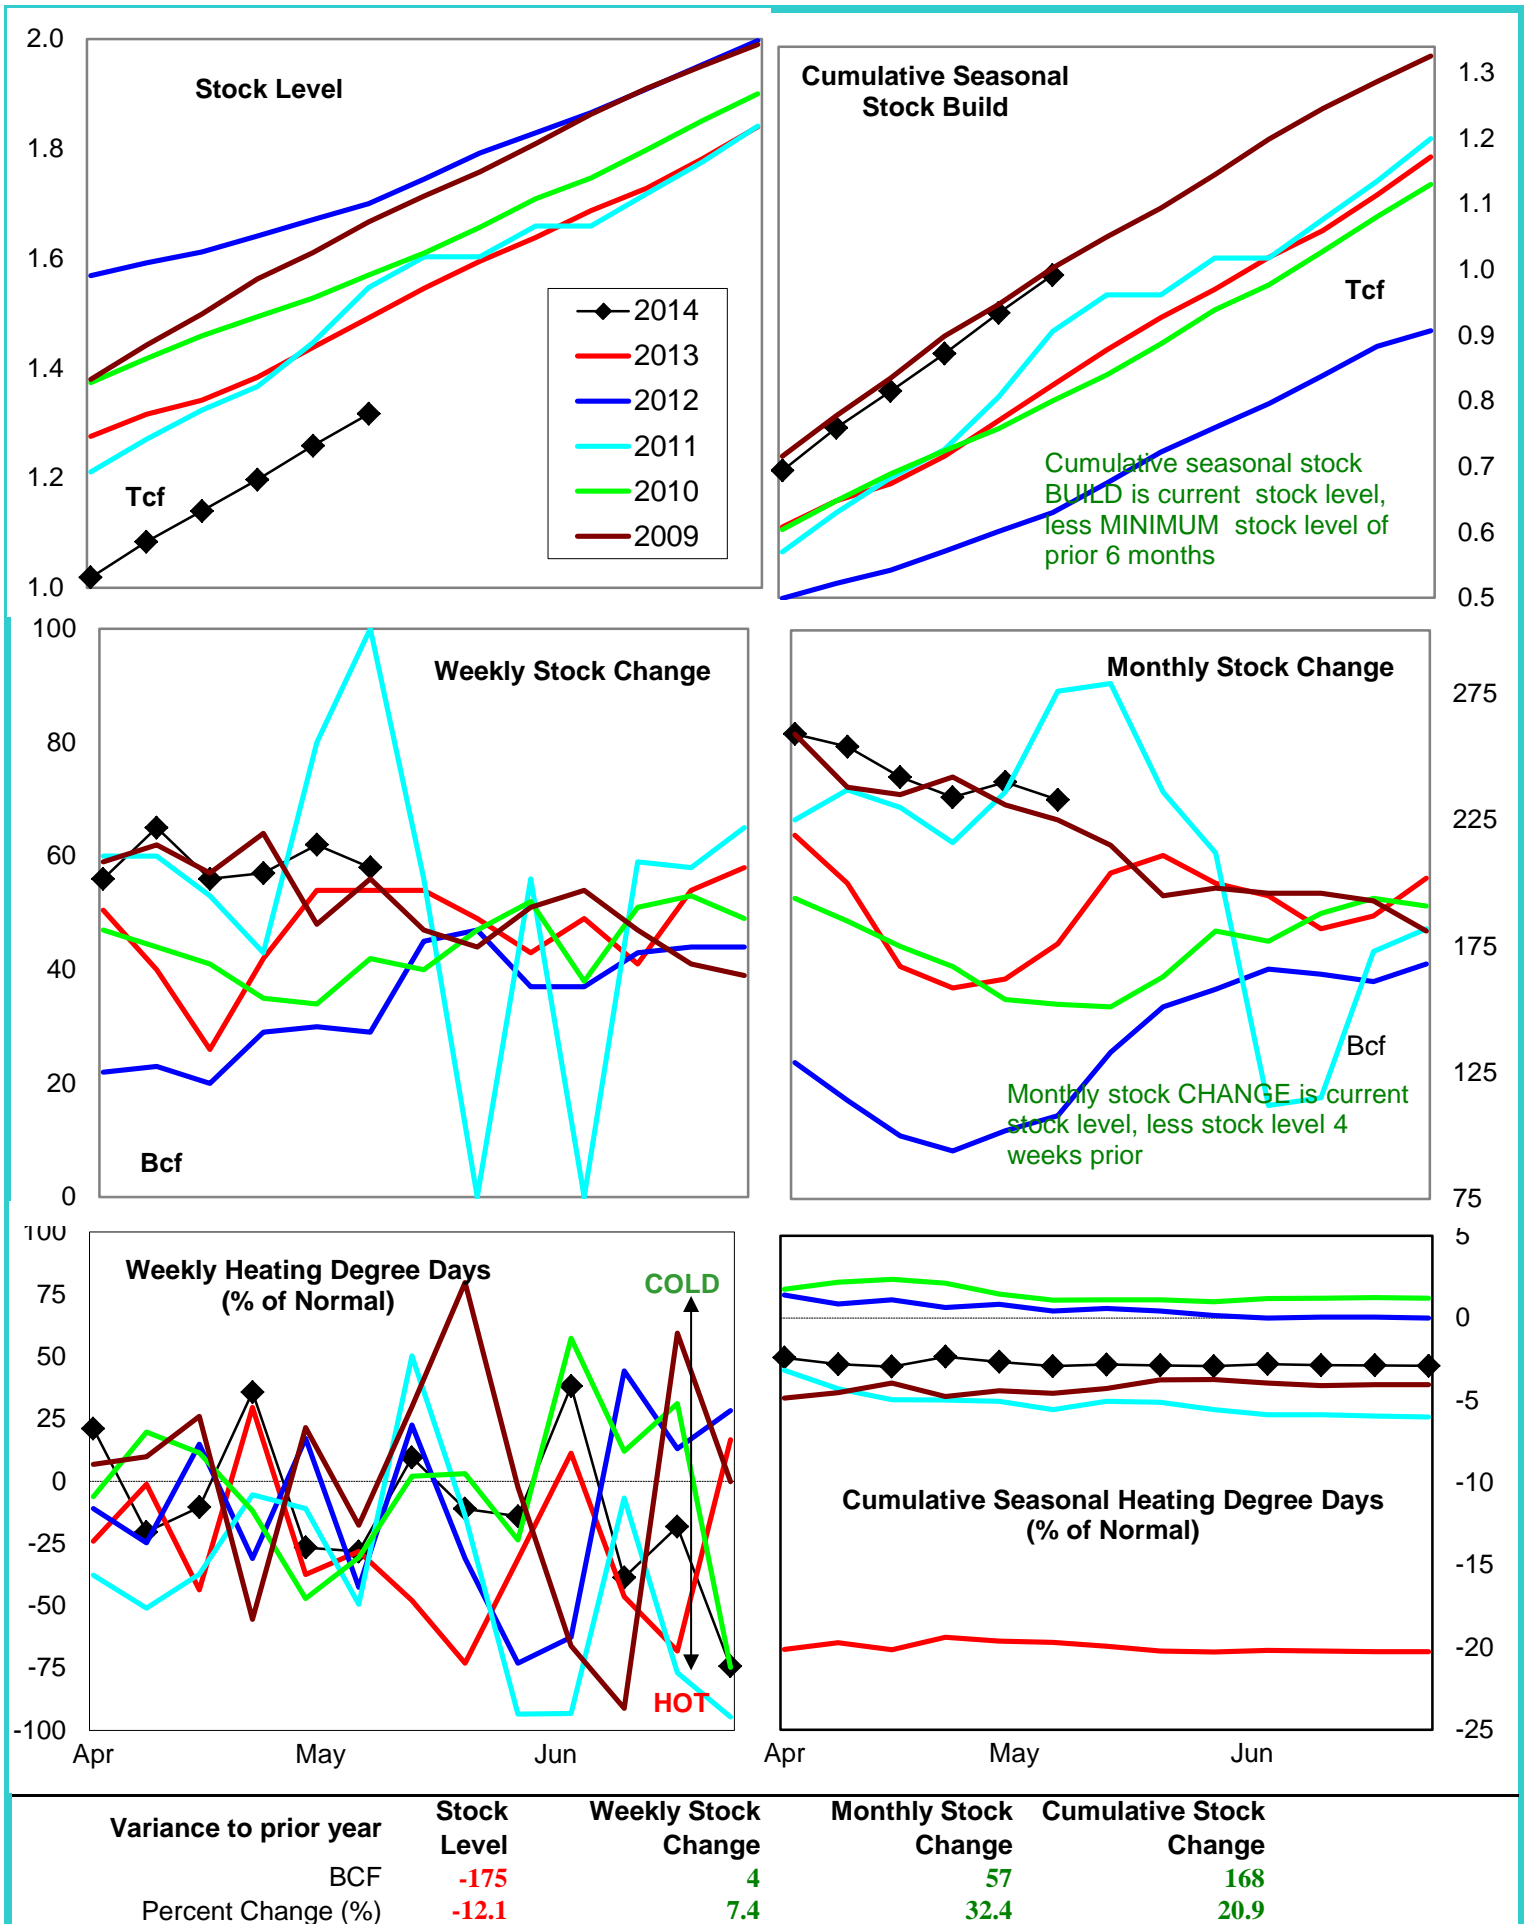 2.0
1.8
1.6
1.4
1.2
1.0
Stock Level
Tcf
2014
2013
2012
2011
2010
2009
Cumulative Seasonal
Stock Build
1.3
1.2
1.1
1.0
0.9
0.8
0.7
0.6
0.5
Tcf
Cumulative seasonal stock
BUILD is current stock level,
less MINIMUM stock level of
prior 6 months
100
80
60
40
20
0
Weekly Stock Change
Bcf
Monthly Stock Change
275
225
175
125
75
Bcf
Monthly stock CHANGE is current
stock level, less stock level 4
weeks prior
100
75
50
25
0
-25
-50
-75
-100
Weekly Heating Degree Days
(% of Normal)
COLD
HOT
Apr May Jun
5
0
-5
-10
-15
-20
-25
Cumulative Seasonal Heating Degree Days
(% of Normal)
Apr May Jun
Variance to prior year Stock Level Weekly Stock Change Monthly Stock Change Cumulative Stock Change
BCF -175 4 57 168
Percent Change (%) -12.1 7.4 32.4 20.9